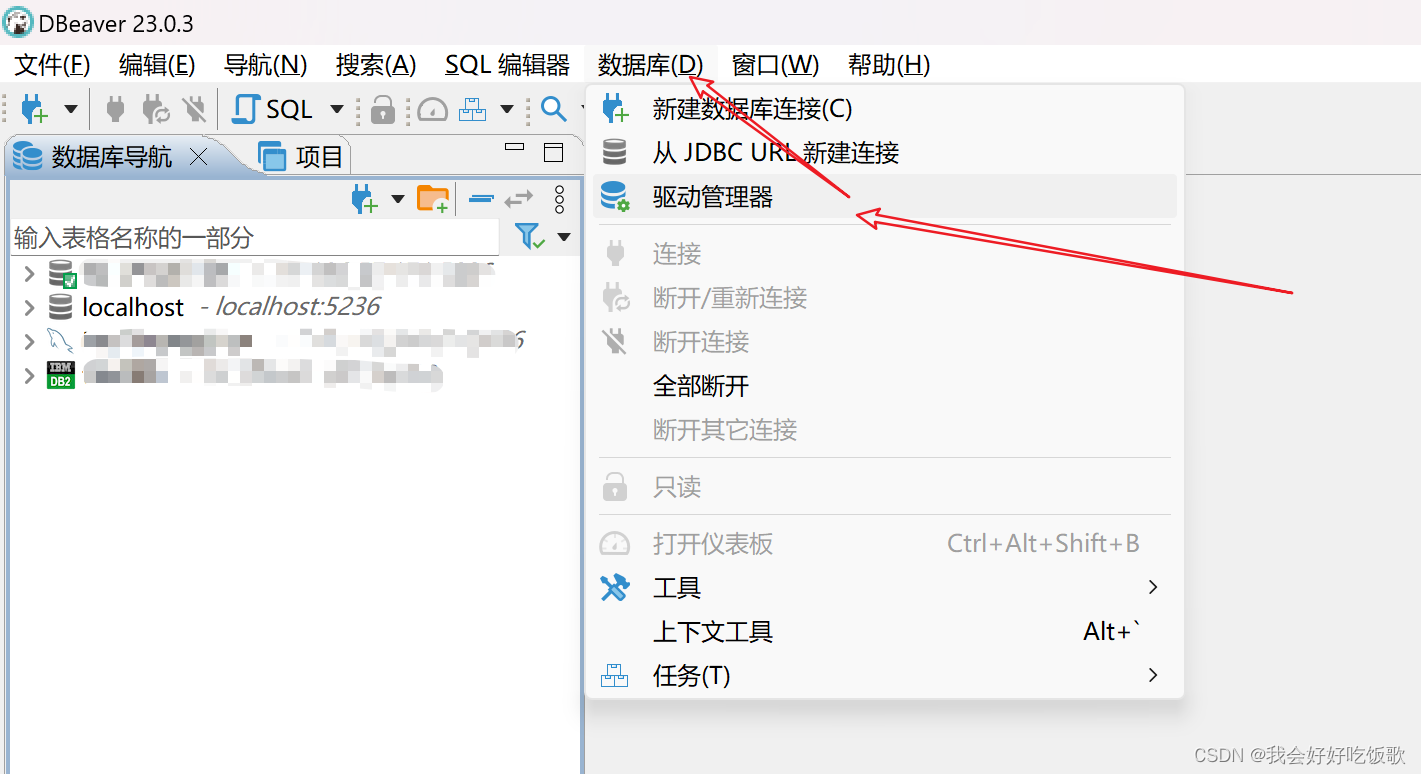 DBeaver 23.0.3
文件(F) 编辑(E) 导航(N) 搜索(A) SQL 编辑器 数据库(D) 窗口(W) 帮助(H)
SQL
数据库导航 项目
输入表格名称的一部分
localhost - localhost:5236
6
IBM
DB2
新建数据库连接(C)
从 JDBC URL 新建连接
驱动管理器
连接
断开/重新连接
断开连接
全部断开
断开其它连接
只读
打开仪表板 Ctrl+Alt+Shift+B
工具
上下文工具 Alt+`
任务(T)
CSDN @我会好好吃饭歌